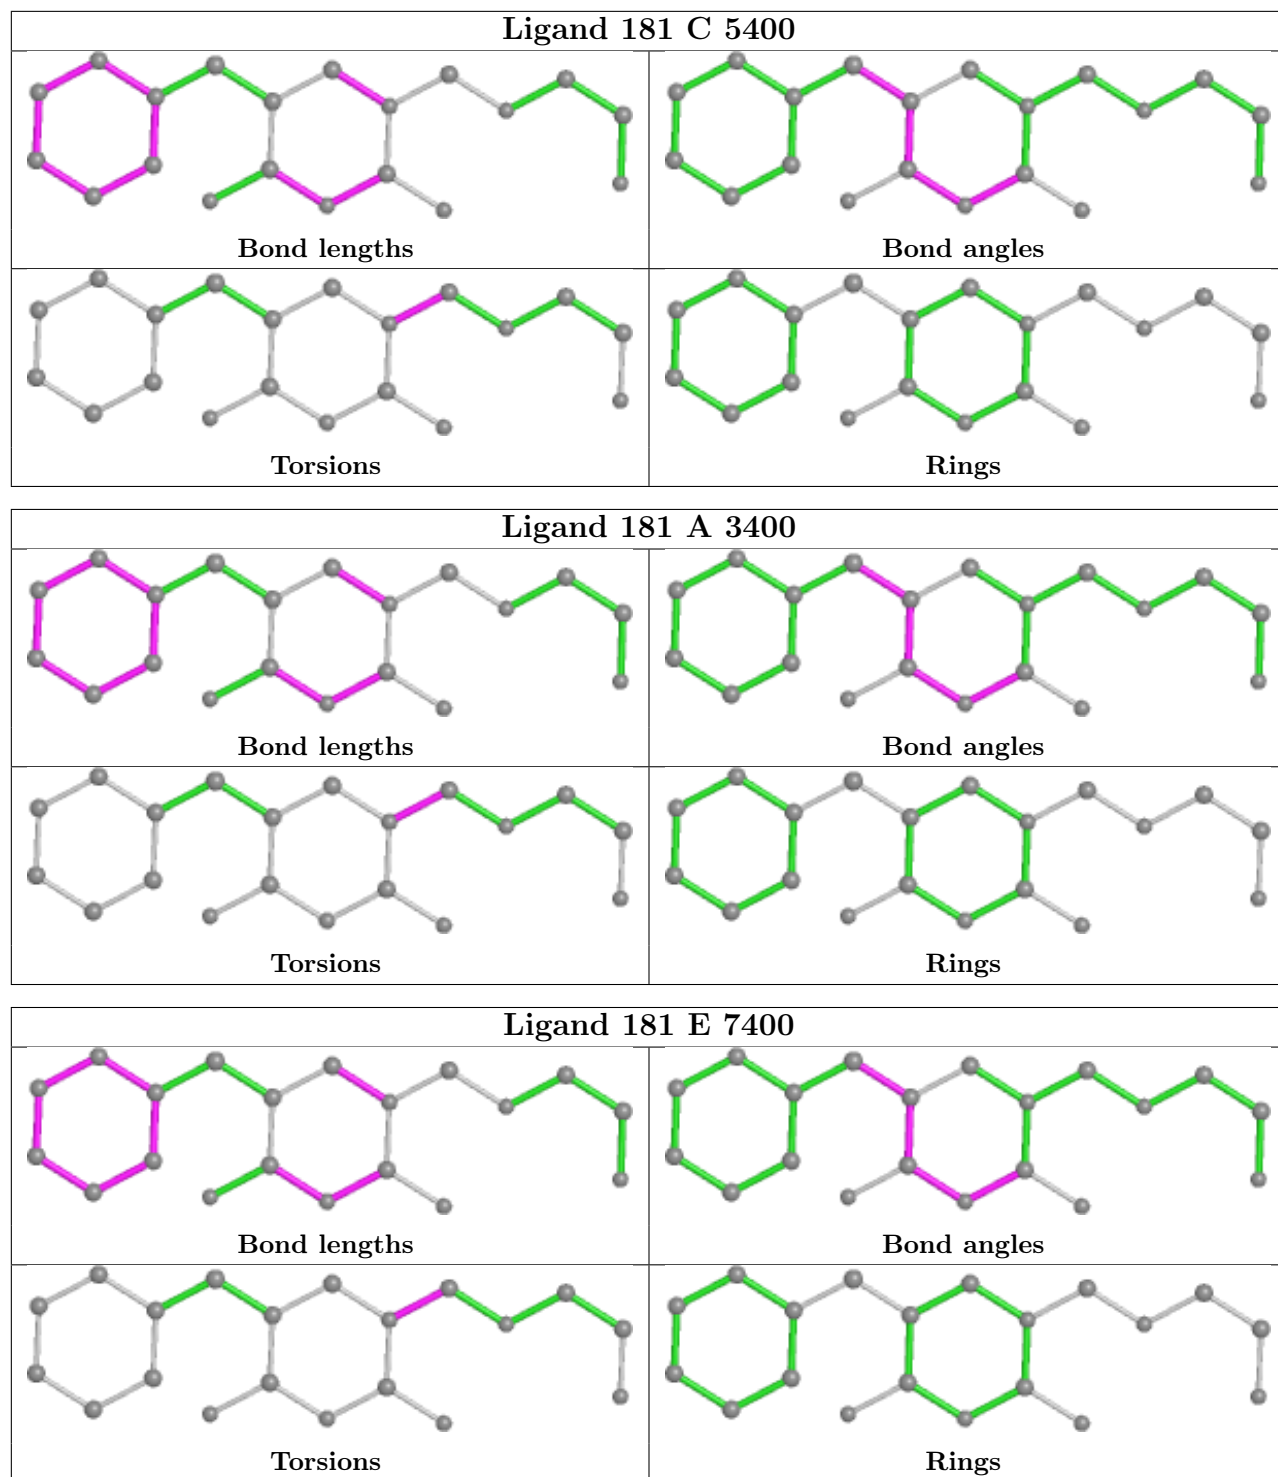 Ligand 181 C 5400
Bond lengths
Bond angles
Torsions
Rings
Ligand 181 A 3400
Bond lengths
Bond angles
Torsions
Rings
Ligand 181 E 7400
Bond lengths
Bond angles
Torsions
Rings